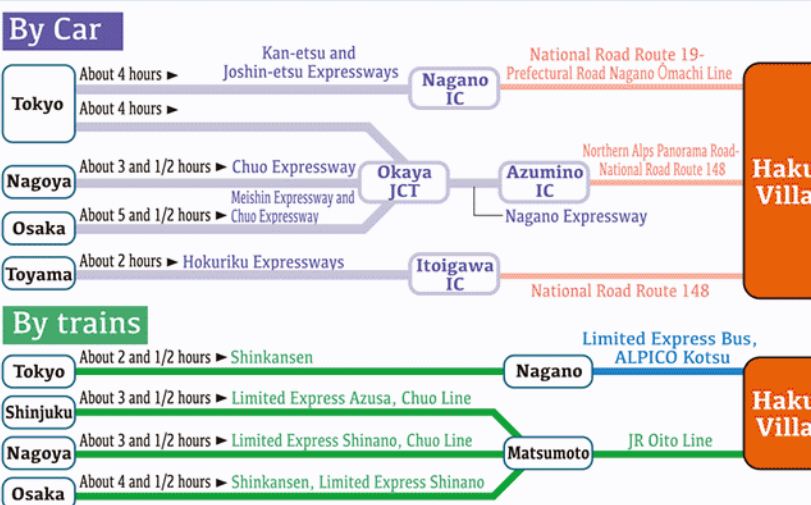 By Car
Tokyo
About 4 hours ►
Kan-etsu and
Joshin-etsu Expressways
Nagano
IC
National Road Route 19-
Prefectural Road Nagano Ōmachi Line
About 4 hours ►
Nagoya
About 3 and 1/2 hours ► Chuo Expressway
Okaya
JCT
Azumino
IC
Northern Alps Panorama Road-
National Road Route 148
Nagano Expressway
Osaka
About 5 and 1/2 hours ►
Meishin Expressway and
Chuo Expressway
Toyama
About 2 hours ► Hokuriku Expressways
Itoigawa
IC
National Road Route 148
Haku
Villa
By trains
Tokyo
About 2 and 1/2 hours ► Shinkansen
Nagano
Limited Express Bus,
ALPICO Kotsu
Shinjuku
About 3 and 1/2 hours ► Limited Express Azusa, Chuo Line
Nagoya
About 3 and 1/2 hours ► Limited Express Shinano, Chuo Line
Matsumoto
JR Oito Line
Osaka
About 4 and 1/2 hours ► Shinkansen, Limited Express Shinano
Haku
Villa